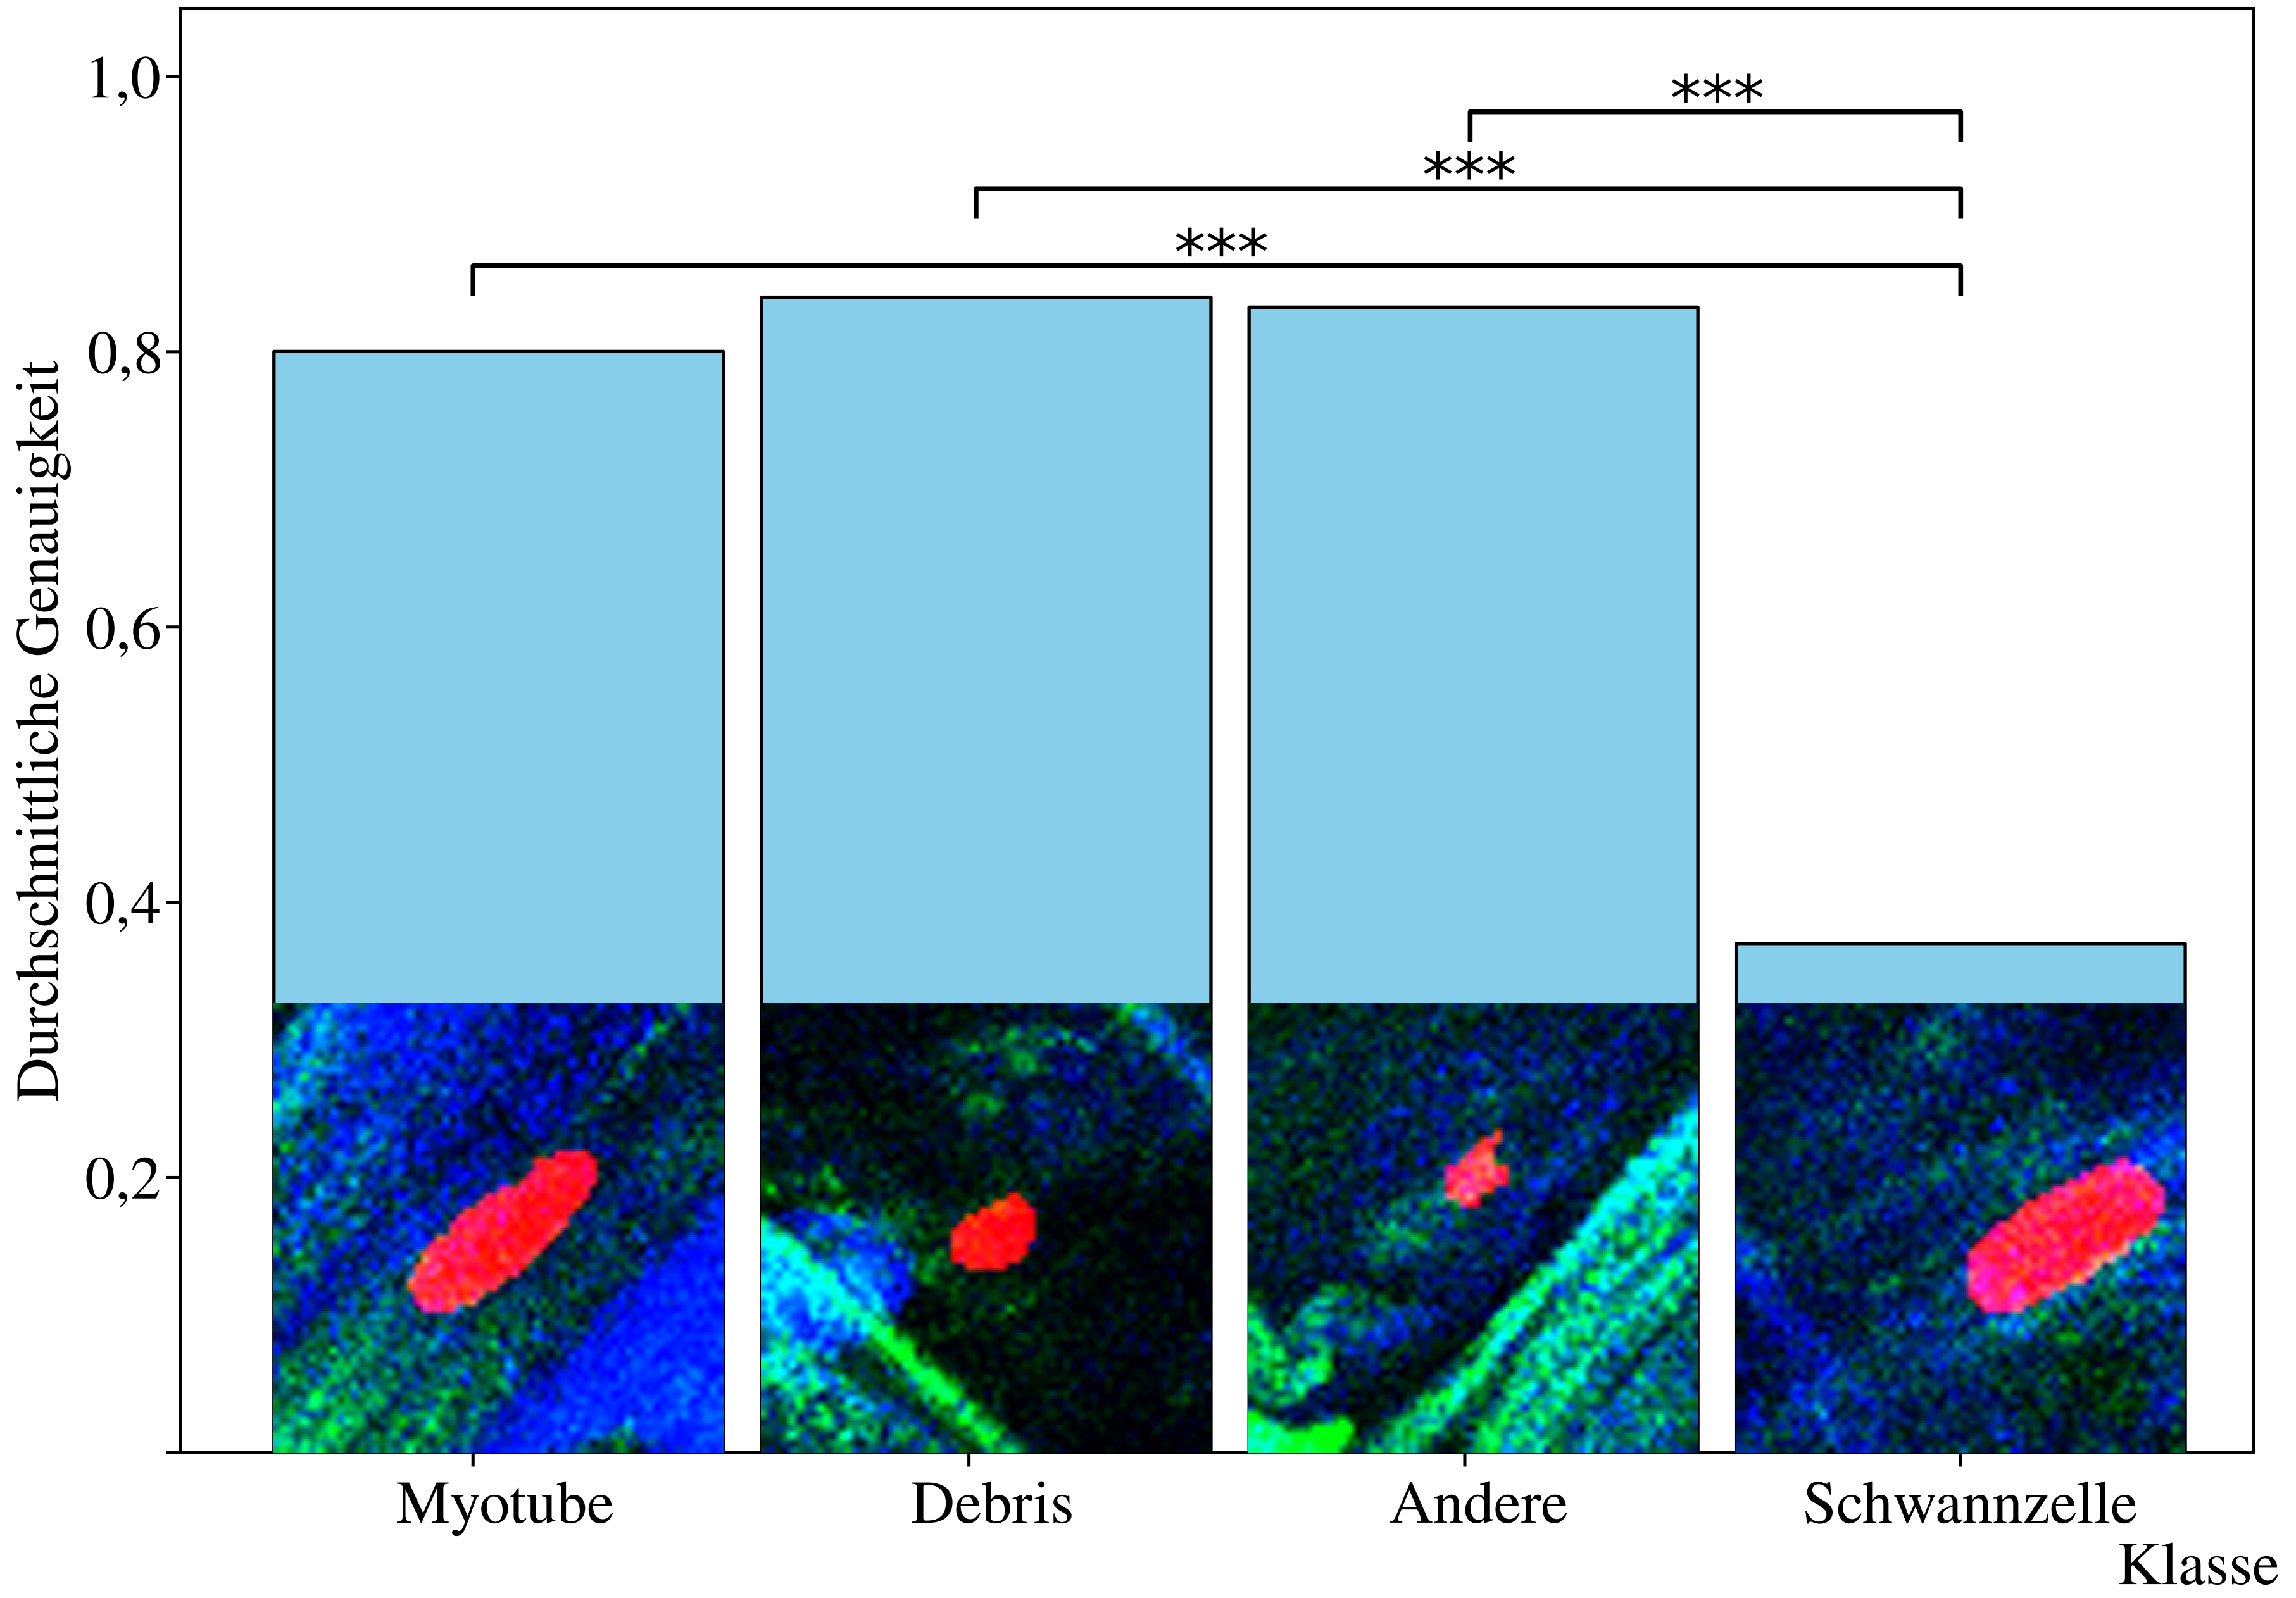 Durchschnittliche Genauigkeit
1,0
0,8
0,6
0,4
0,2
***
***
***
Myotube Debris Andere Schwannzelle
Klasse